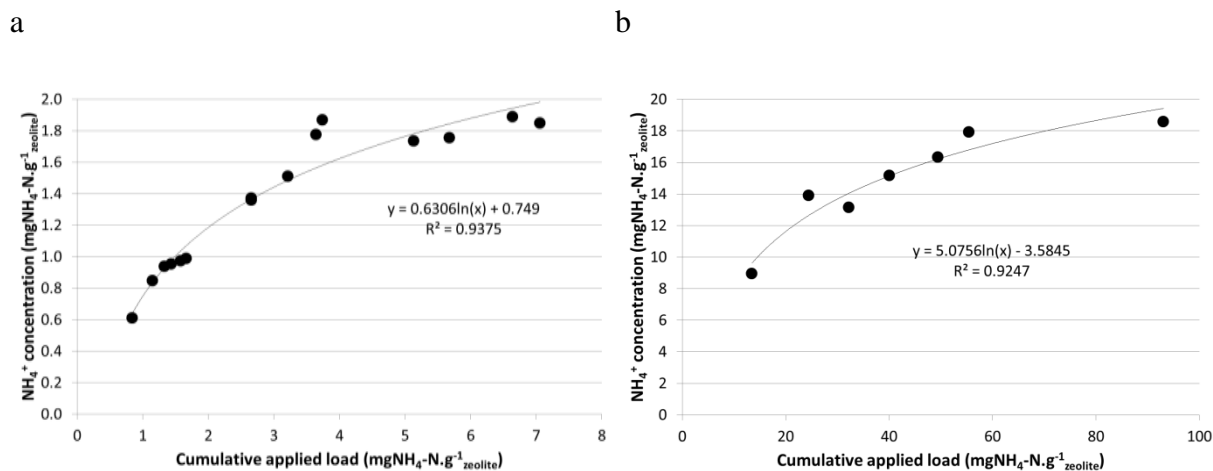 a
b
NH₄⁺ concentration (mgNH₄-N.g⁻¹zeolite)
2.0
1.8
1.6
1.4
1.2
1.0
0.8
0.6
0.4
0.2
0.0
y = 0.6306ln(x) + 0.749
R² = 0.9375
0 1 2 3 4 5 6 7 8
Cumulative applied load (mgNH₄-N.g⁻¹zeolite)
NH₄⁺ concentration (mgNH₄-N.g⁻¹zeolite)
20
18
16
14
12
10
8
6
4
2
0
y = 5.0756ln(x) - 3.5845
R² = 0.9247
0 20 40 60 80 100
Cumulative applied load (mgNH₄-N.g⁻¹zeolite)